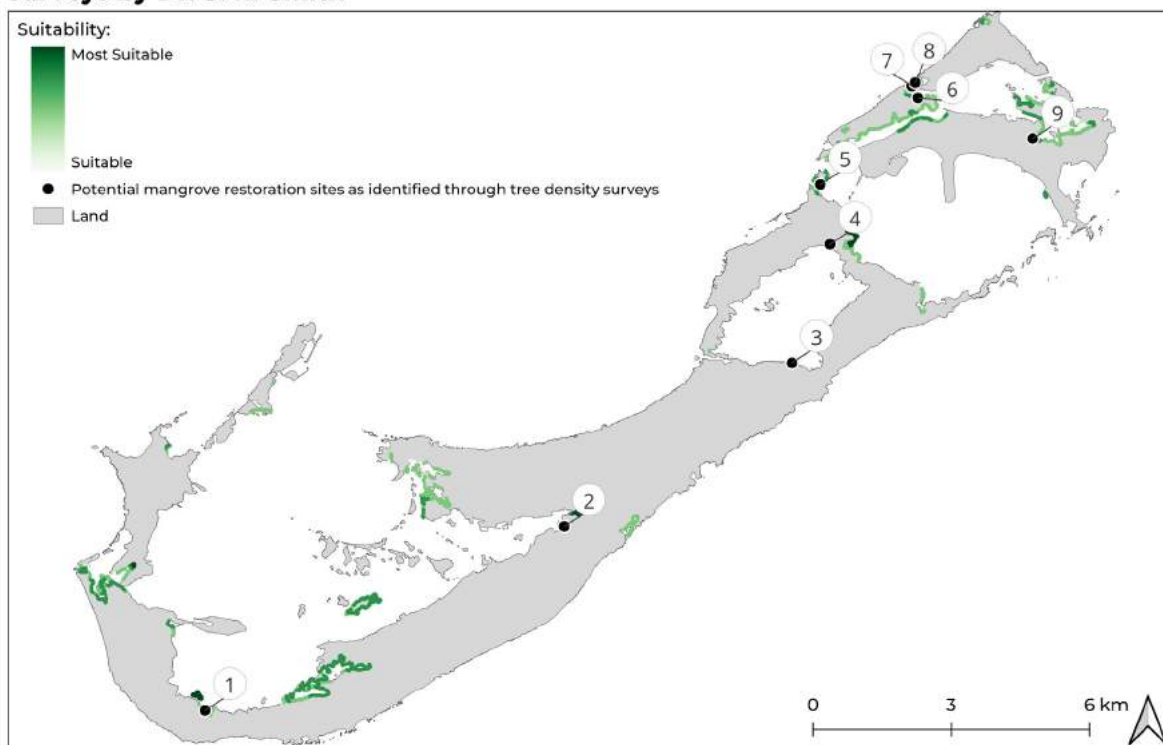 Suitability:
Most Suitable
Suitable
Potential mangrove restoration sites as identified through tree density surveys
Land
8
7
6
9
5
4
3
2
1
0 3 6 km